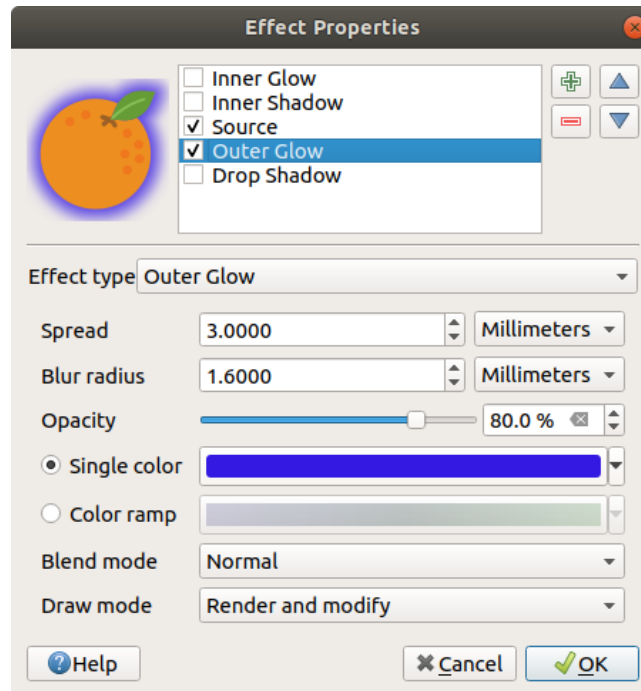 Effect Properties
Inner Glow
Inner Shadow
Source
Outer Glow
Drop Shadow
Effect type Outer Glow
Spread 3.0000 Millimeters
Blur radius 1.6000 Millimeters
Opacity 80.0 %
Single color
Color ramp
Blend mode Normal
Draw mode Render and modify
Help Cancel OK